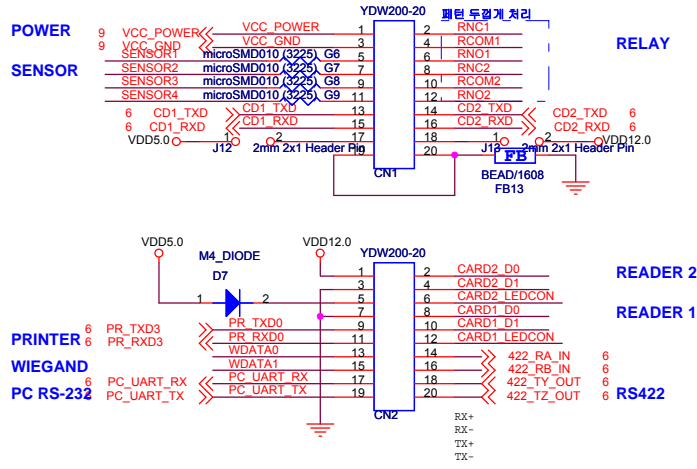 YDW200-20
패턴 두껍게 처리
POWER
9 VCC_POWER VCC_POWER 1 2 RNC1
9 VCC_GND VCC_GND 3 4 RCOM1
RELAY
SENSOR1 microSMD010 (3225) G6 5 6 RNO1
SENSOR
SENSOR2 microSMD010 (3225) G7 7 8 RNC2
SENSOR3 microSMD010 (3225) G8 9 10 RCOM2
SENSOR4 microSMD010 (3225) G9 11 12 RNO2
6 CD1_TXD CD1_TXD 13 14 CD2_TXD CD2_TXD 6
6 CD1_RXD CD1_RXD 15 16 CD2_RXD CD2_RXD 6
VDD5.0 1 2 17 18 1 2 VDD12.0
J12 2mm 2x1 Header Pin 19 20 J13 2mm 2x1 Header Pin
FB
CN1
BEAD/1608
FB13
VDD5.0
VDD12.0
YDW200-20
M4_DIODE
D7
1 2 CARD2_D0
READER 2
3 4 CARD2_D1
1 2 5 6 CARD2_LEDCON
7 8 CARD1_D0
READER 1
6 PR_TXD3 PR_TXD0 9 10 CARD1_D1
PRINTER
6 PR_RXD3 PR_RXD0 11 12 CARD1_LEDCON
WDATA0 13 14 422_RA_IN 6
WIEGAND
WDATA1 15 16 422_RB_IN 6
6 PC_UART_RX PC_UART_RX 17 18 422_TY_OUT 6
PC RS-232
6 PC_UART_TX PC_UART_TX 19 20 422_TZ_OUT 6
RS422
CN2
RX+
RX-
TX+
TX-